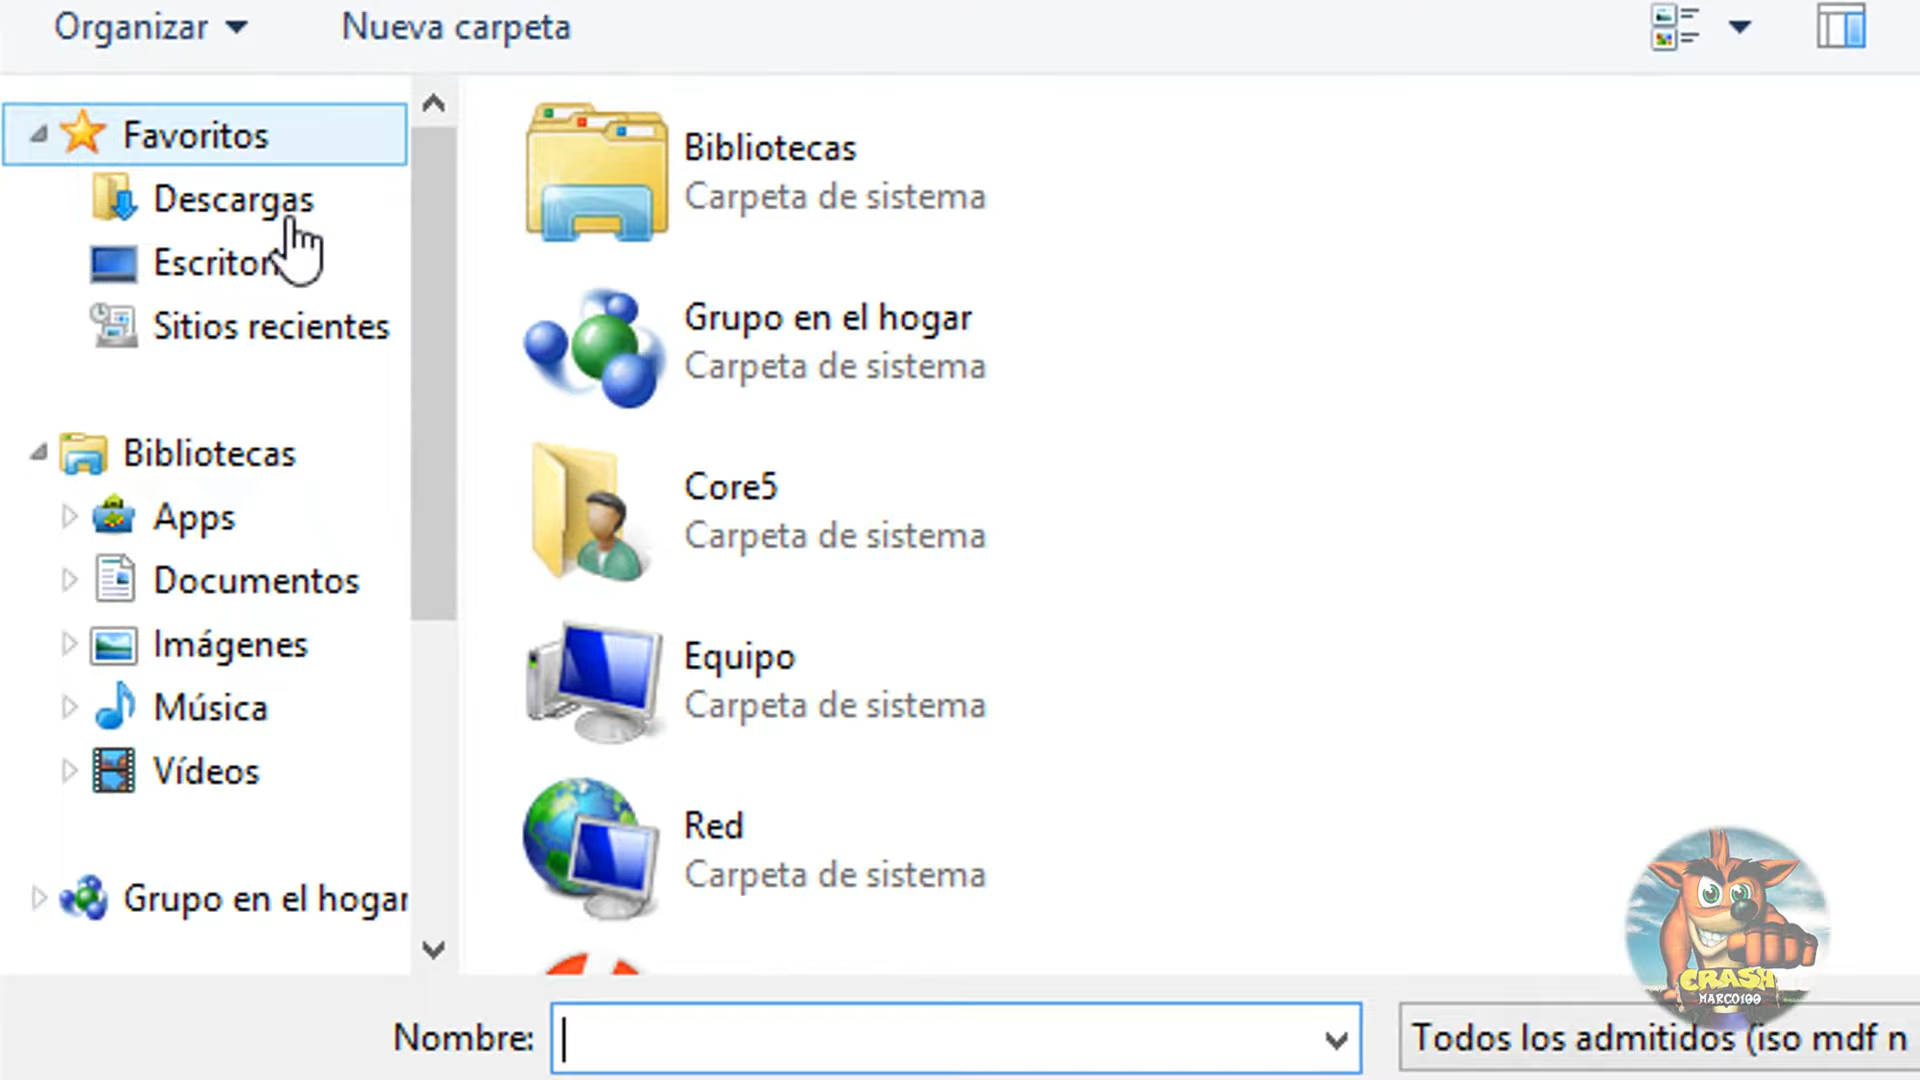 Organizar
Nueva carpeta
Favoritos
Descargas
Sitios recientes
Bibliotecas
Apps
Documentos
Imágenes
Música
Vídeos
Grupo en el hogar
Bibliotecas
Carpeta de sistema
Grupo en el hogar
Carpeta de sistema
Core5
Carpeta de sistema
Equipo
Carpeta de sistema
Red
Carpeta de sistema
Nombre:
Todos los admitidos (iso mdf n
CRASH
MARCO100